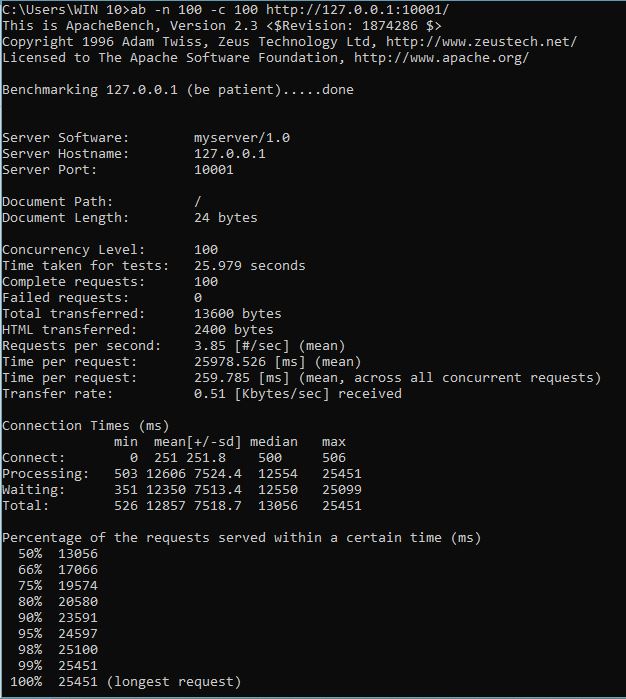 C:\Users\WIN 10>ab -n 100 -c 100 http://127.0.0.1:10001/
This is ApacheBench, Version 2.3 <$Revision: 1874286 $>
Copyright 1996 Adam Twiss, Zeus Technology Ltd, http://www.zeustech.net/
Licensed to The Apache Software Foundation, http://www.apache.org/

Benchmarking 127.0.0.1 (be patient).....done


Server Software:        myserver/1.0
Server Hostname:        127.0.0.1
Server Port:            10001

Document Path:          /
Document Length:        24 bytes

Concurrency Level:      100
Time taken for tests:   25.979 seconds
Complete requests:      100
Failed requests:        0
Total transferred:      13600 bytes
HTML transferred:       2400 bytes
Requests per second:    3.85 [#/sec] (mean)
Time per request:       25978.526 [ms] (mean)
Time per request:       259.785 [ms] (mean, across all concurrent requests)
Transfer rate:          0.51 [Kbytes/sec] received

Connection Times (ms)
              min  mean[+/-sd] median   max
Connect:        0  251 251.8    500     506
Processing:   503 12606 7524.4  12554   25451
Waiting:      351 12350 7513.4  12550   25099
Total:        526 12857 7518.7  13056   25451

Percentage of the requests served within a certain time (ms)
  50%  13056
  66%  17066
  75%  19574
  80%  20580
  90%  23591
  95%  24597
  98%  25100
  99%  25451
 100%  25451 (longest request)